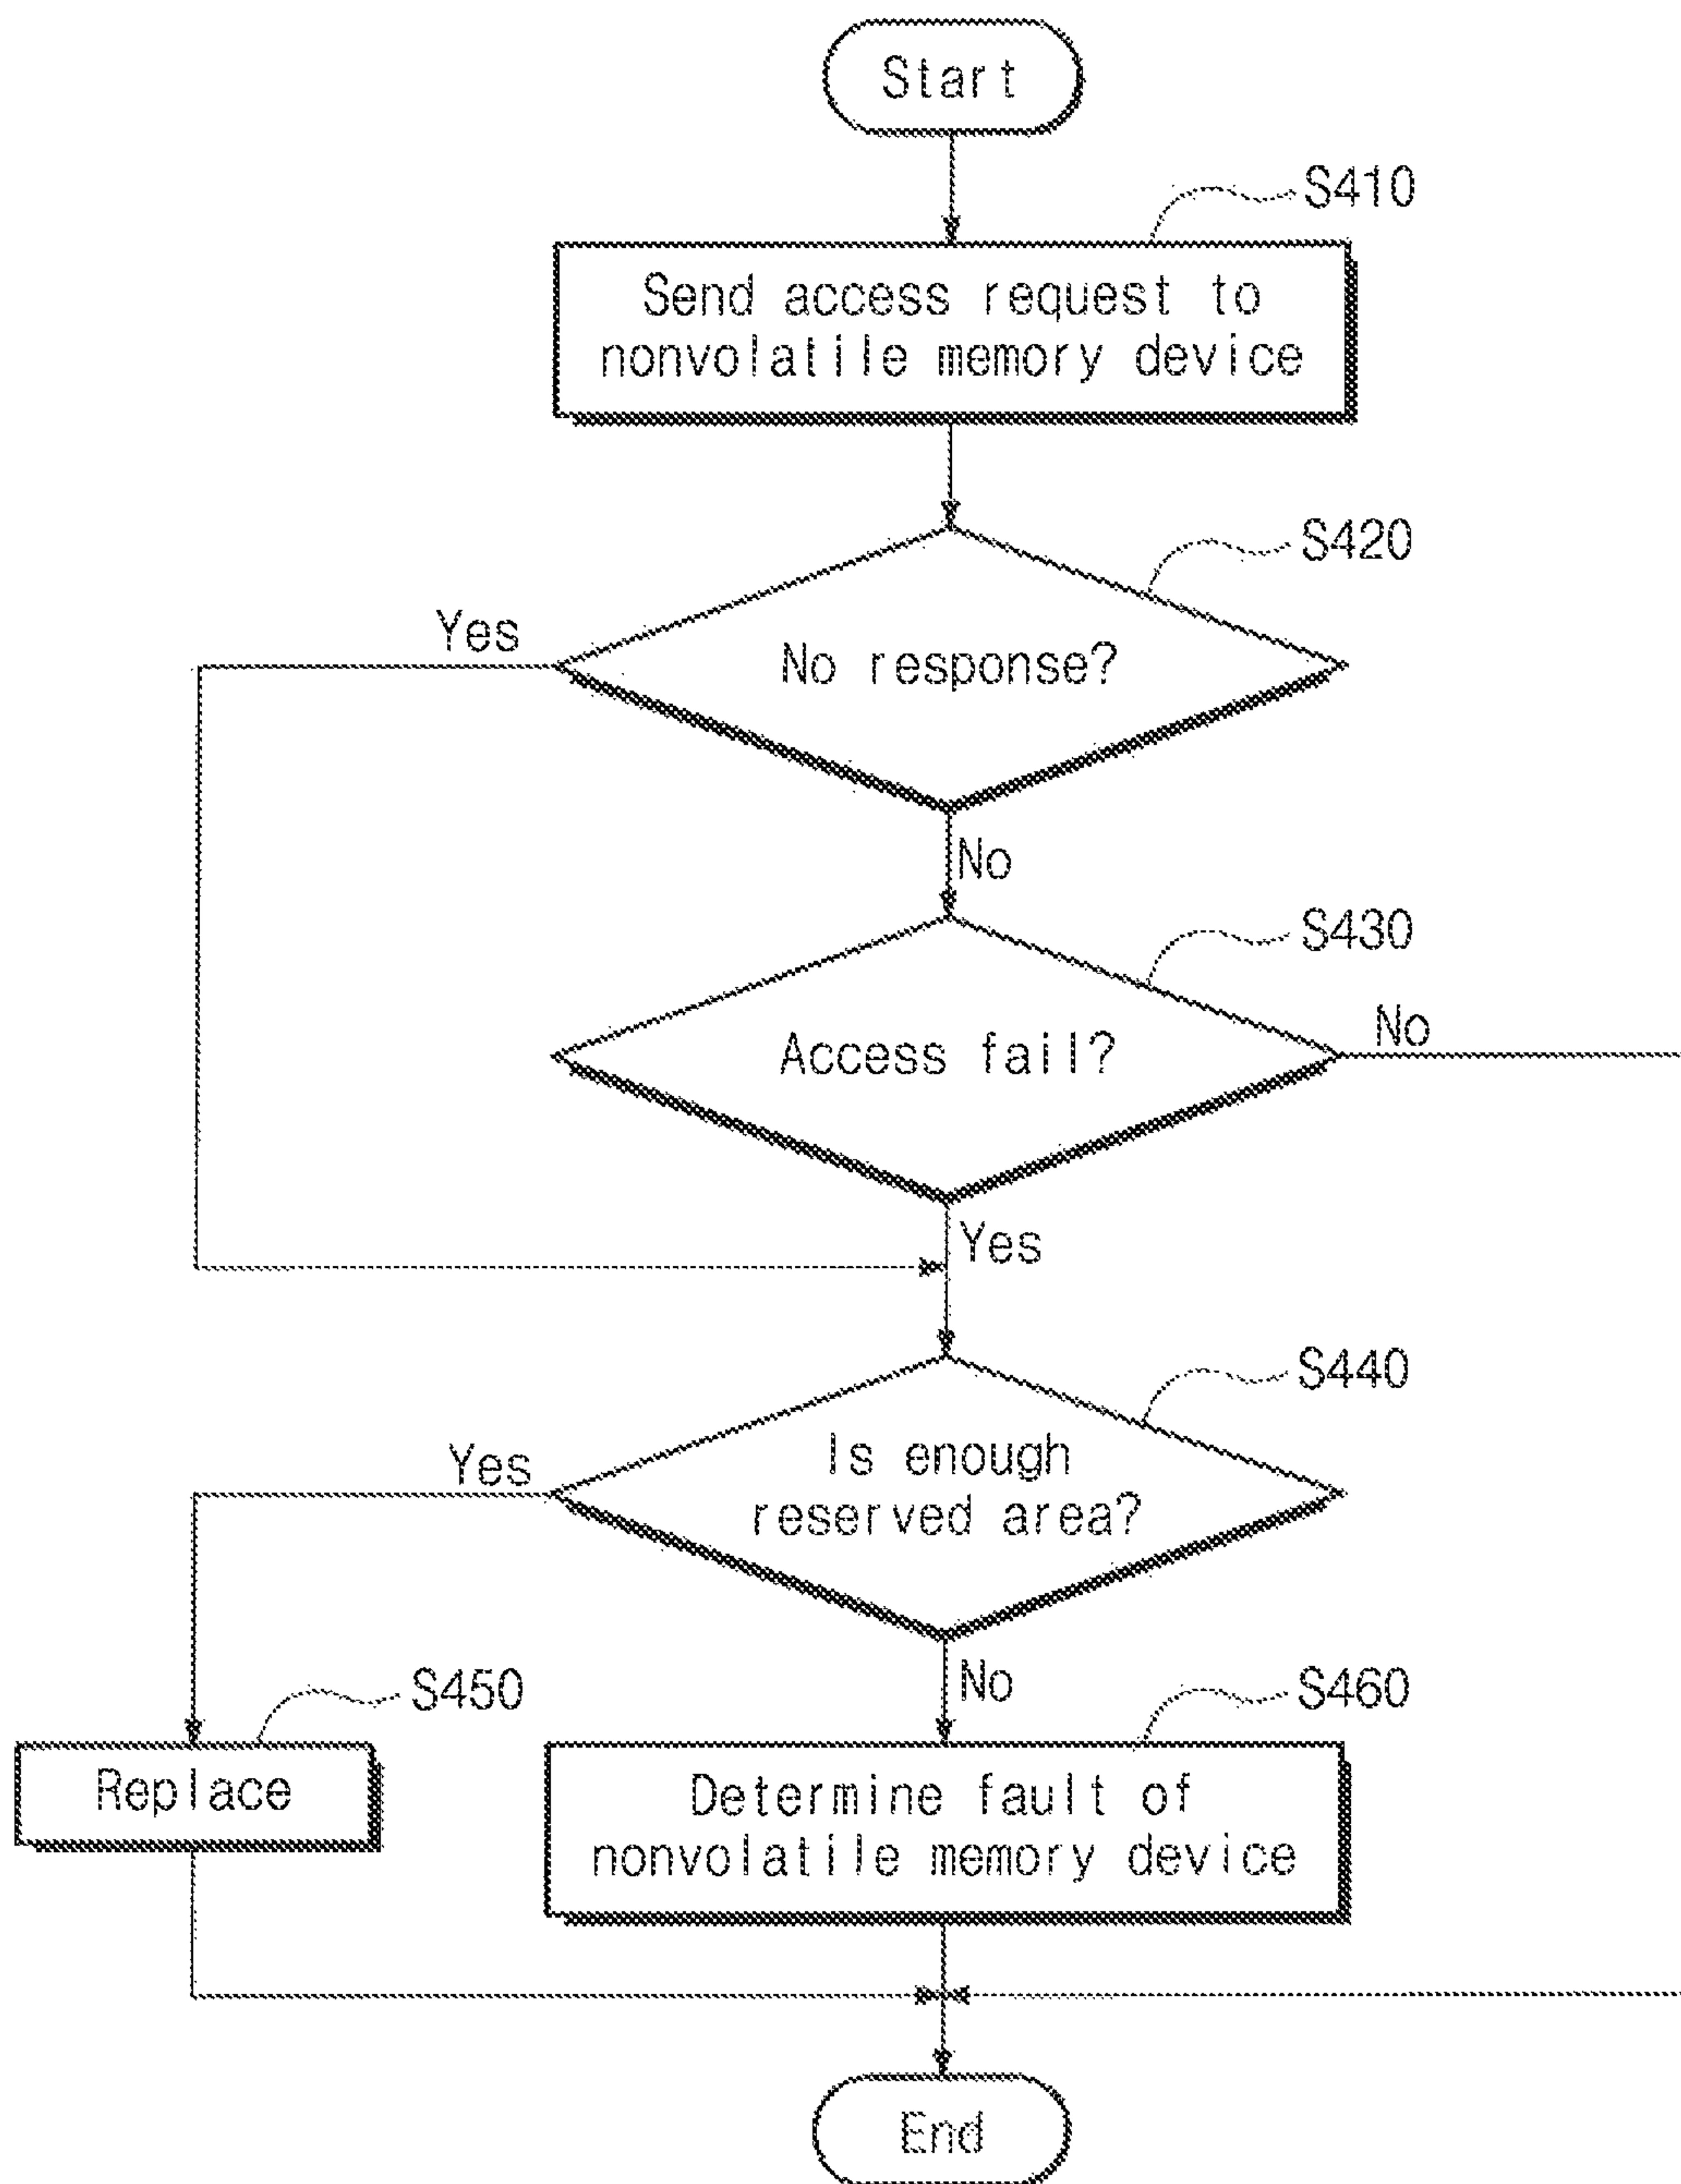 Start
S410
Send access request to
nonvolatile memory device
S420
Yes
No response?
No
S430
No
Access fail?
Yes
S440
Yes
Is enough
reserved area?
S450
No
S460
Replace
Determine fault of
nonvolatile memory device
End